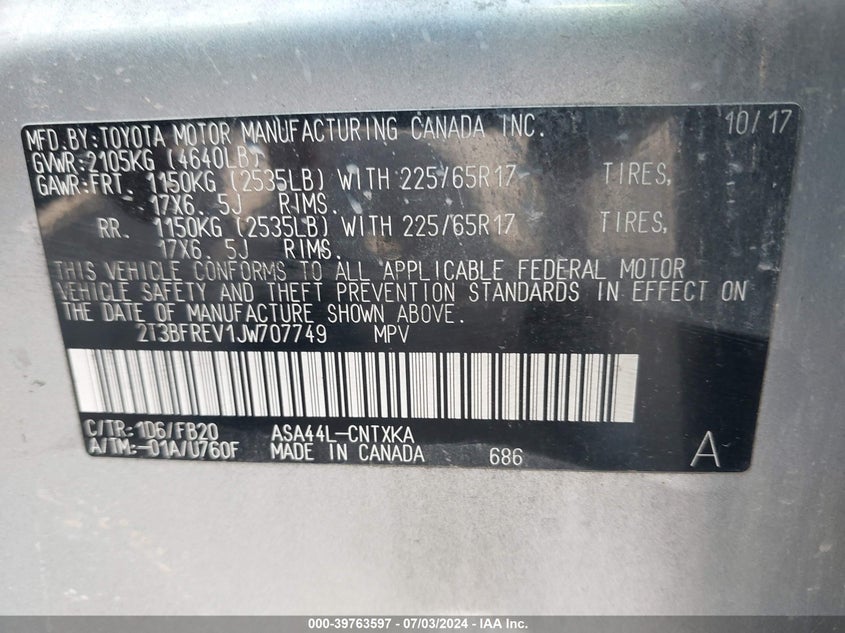 MFD.BY:TOYOTA MOTOR MANUFACTURING CANADA INC. 10/17
GVWR:2105KG (4640LB)
GAWR:FRT. 1150KG (2535LB) WITH 225/65R17 TIRES,
17X6.5J RIMS.
RR. 1150KG (2535LB) WITH 225/65R17 TIRES,
17X6.5J RIMS.
THIS VEHICLE CONFORMS TO ALL APPLICABLE FEDERAL MOTOR
VEHICLE SAFETY AND THEFT PREVENTION STANDARDS IN EFFECT ON
THE DATE OF MANUFACTURE SHOWN ABOVE.
2T3BFREV1JW707749 MPV
C/TR:1D6/FB20 ASA44L-CNTXKA
A/TM:-01A/U760F MADE IN CANADA 686 A
000-39763597 - 07/03/2024 - IAA Inc.